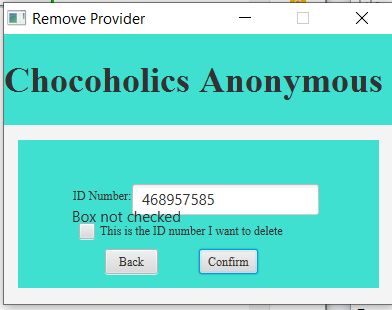 Remove Provider
Chocoholics Anonymous
ID Number: 468957585
Box not checked
This is the ID number I want to delete
Back Confirm